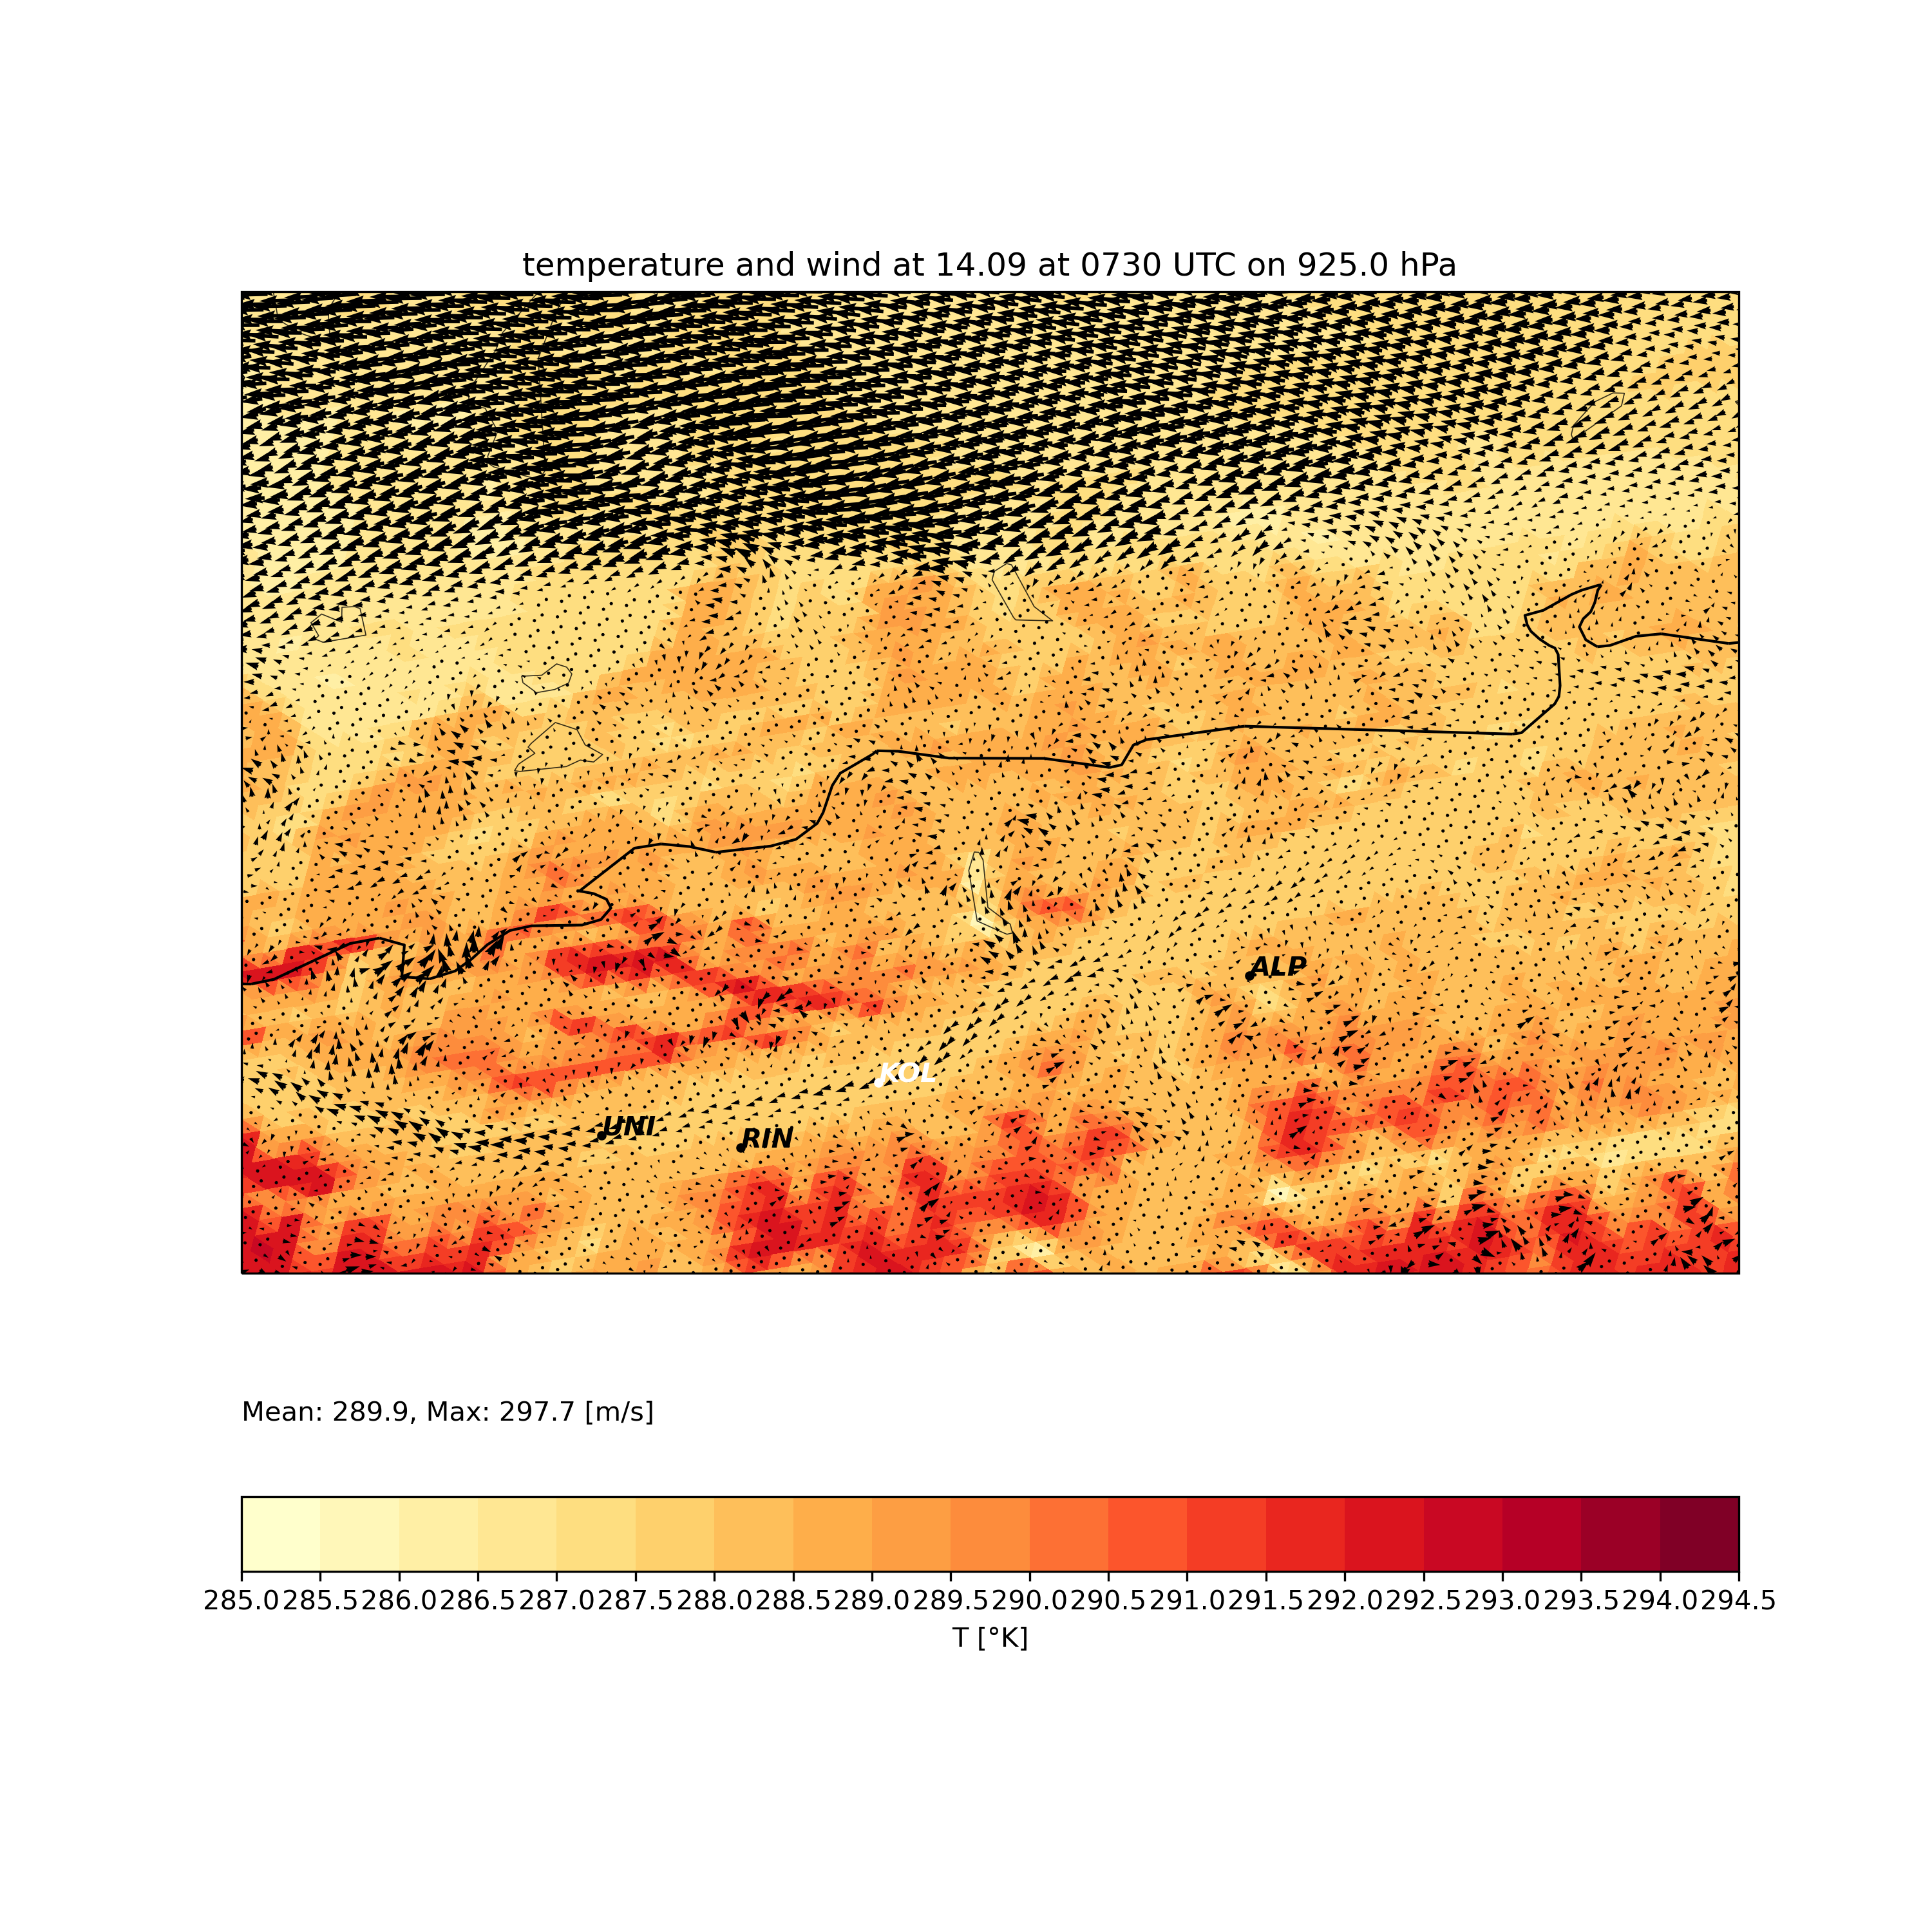 temperature and wind at 14.09 at 0730 UTC on 925.0 hPa
ALP
KOL
UNI
RIN
Mean: 289.9, Max: 297.7 [m/s]
285.0 285.5 286.0 286.5 287.0 287.5 288.0 288.5 289.0 289.5 290.0 290.5 291.0 291.5 292.0 292.5 293.0 293.5 294.0 294.5
T [°K]